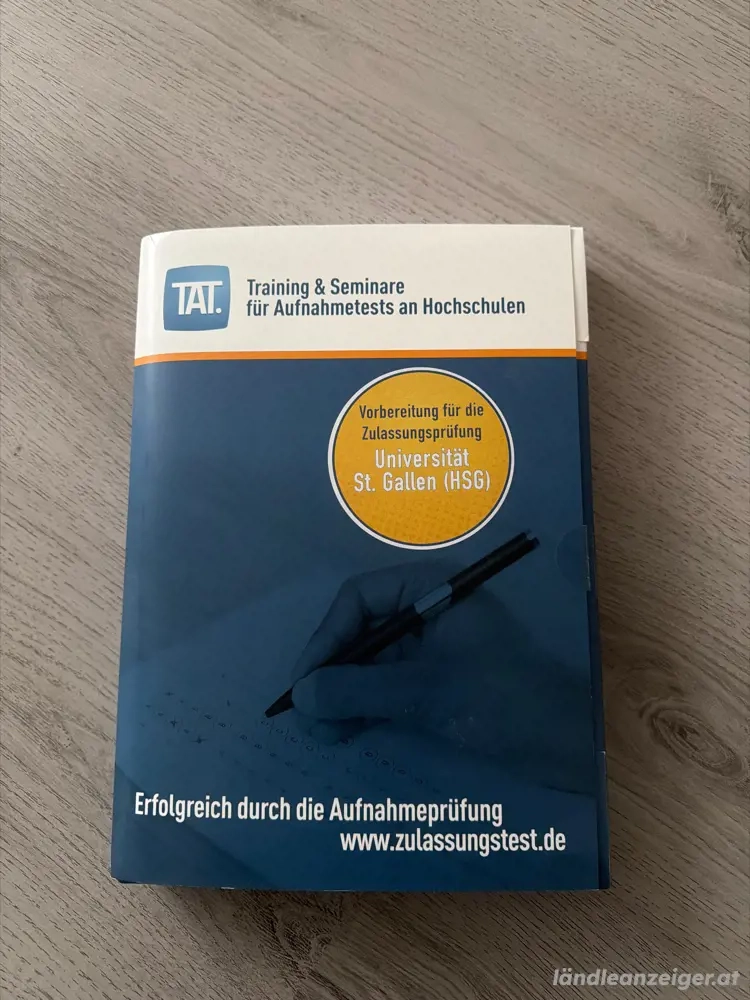 TAT.
Training & Seminare
für Aufnahmetests an Hochschulen
Vorbereitung für die
Zulassungsprüfung
Universität
St. Gallen (HSG)
Erfolgreich durch die Aufnahmeprüfung
www.zulassungstest.de
ländleanzeiger.at